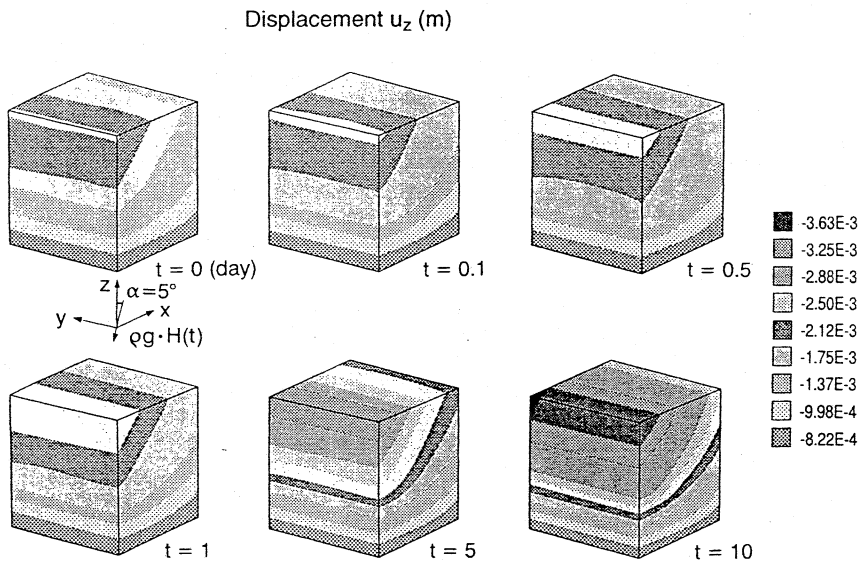 Displacement u_z (m)
t = 0 (day)
t = 0.1
t = 0.5
z
α=5°
x
y
ρg·H(t)
t = 1
t = 5
t = 10
-3.63E-3
-3.25E-3
-2.88E-3
-2.50E-3
-2.12E-3
-1.75E-3
-1.37E-3
-9.98E-4
-8.22E-4